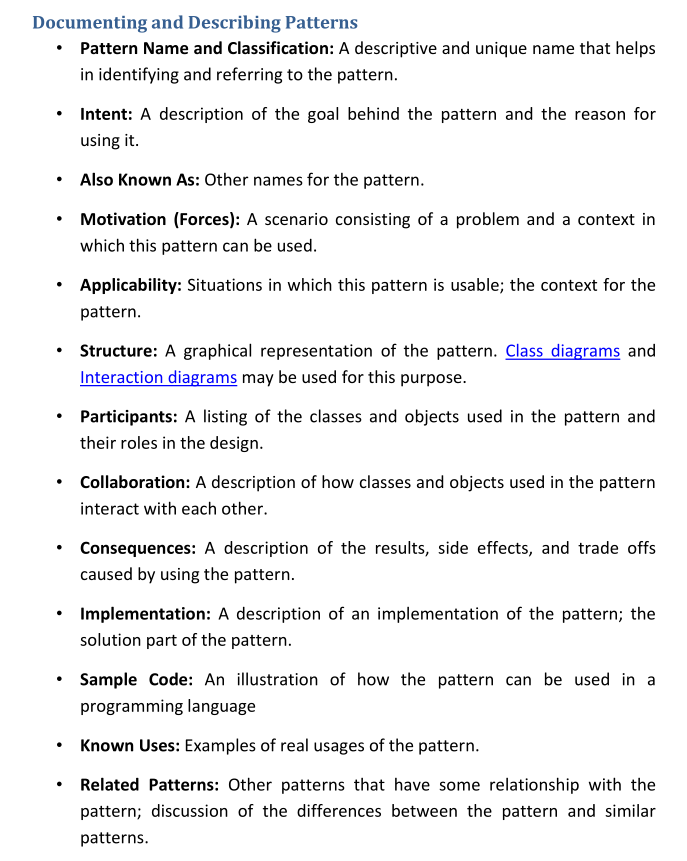 Documenting and Describing Patterns
• Pattern Name and Classification: A descriptive and unique name that helps
in identifying and referring to the pattern.
• Intent: A description of the goal behind the pattern and the reason for
using it.
• Also Known As: Other names for the pattern.
• Motivation (Forces): A scenario consisting of a problem and a context in
which this pattern can be used.
• Applicability: Situations in which this pattern is usable; the context for the
pattern.
• Structure: A graphical representation of the pattern. Class diagrams and
Interaction diagrams may be used for this purpose.
• Participants: A listing of the classes and objects used in the pattern and
their roles in the design.
• Collaboration: A description of how classes and objects used in the pattern
interact with each other.
• Consequences: A description of the results, side effects, and trade offs
caused by using the pattern.
• Implementation: A description of an implementation of the pattern; the
solution part of the pattern.
• Sample Code: An illustration of how the pattern can be used in a
programming language
• Known Uses: Examples of real usages of the pattern.
• Related Patterns: Other patterns that have some relationship with the
pattern; discussion of the differences between the pattern and similar
patterns.